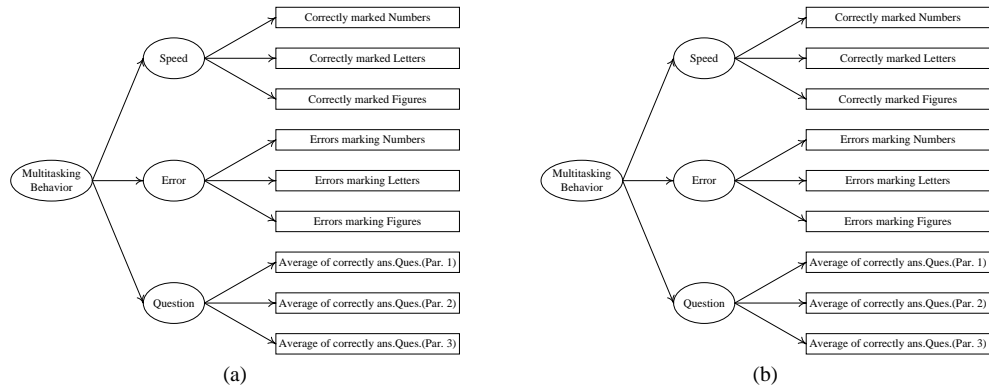 Correctly marked Numbers
Speed
Correctly marked Letters
Correctly marked Figures
Errors marking Numbers
Multitasking
Behavior
Error
Errors marking Letters
Errors marking Figures
Average of correctly ans.Ques.(Par. 1)
Question
Average of correctly ans.Ques.(Par. 2)
Average of correctly ans.Ques.(Par. 3)
(a)
Correctly marked Numbers
Speed
Correctly marked Letters
Correctly marked Figures
Errors marking Numbers
Multitasking
Behavior
Error
Errors marking Letters
Errors marking Figures
Average of correctly ans.Ques.(Par. 1)
Question
Average of correctly ans.Ques.(Par. 2)
Average of correctly ans.Ques.(Par. 3)
(b)